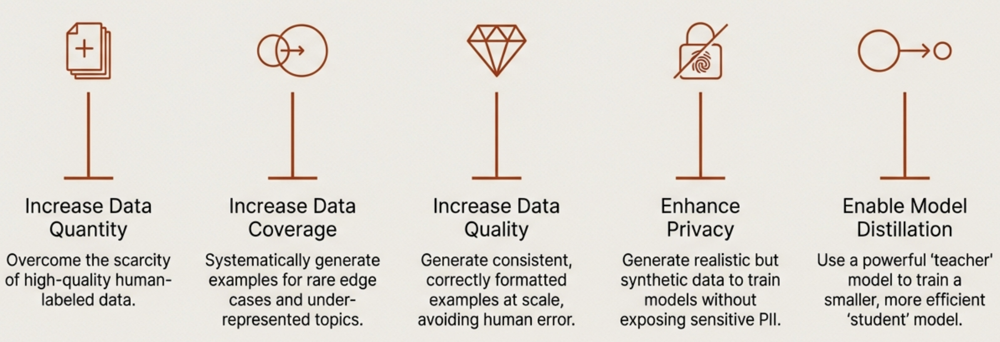 Increase Data
Quantity
Overcome the scarcity
of high-quality human-
labeled data.
Increase Data
Coverage
Systematically generate
examples for rare edge
cases and under-
represented topics.
Increase Data
Quality
Generate consistent,
correctly formatted
examples at scale,
avoiding human error.
Enhance
Privacy
Generate realistic but
synthetic data to train
models without
exposing sensitive PII.
Enable Model
Distillation
Use a powerful ‘teacher'
model to train a
smaller, more efficient
‘student’ model.